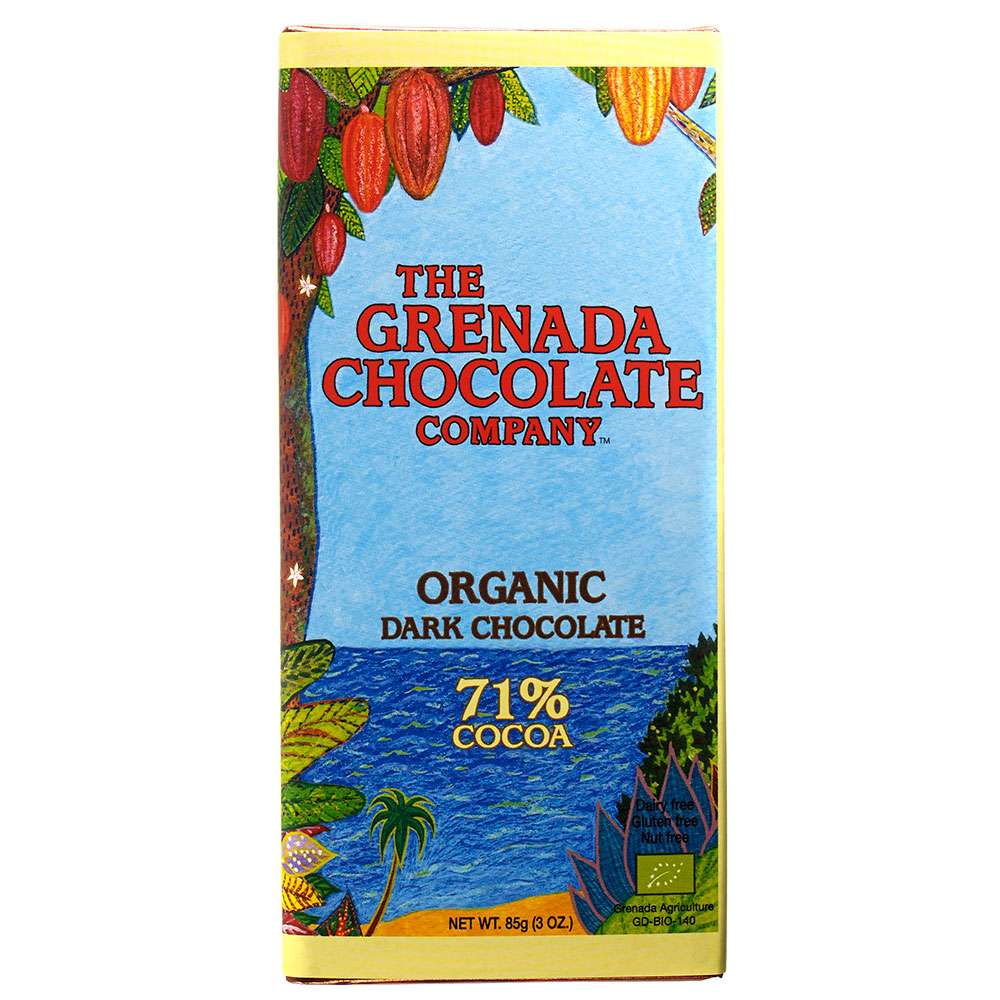 THE
GRENADA
CHOCOLATE
COMPANY™
ORGANIC
DARK CHOCOLATE
71%
COCOA
Dairy free
Gluten free
Nut free
Grenada Agriculture
GD-BIO-140
NET WT. 85g (3 OZ.)